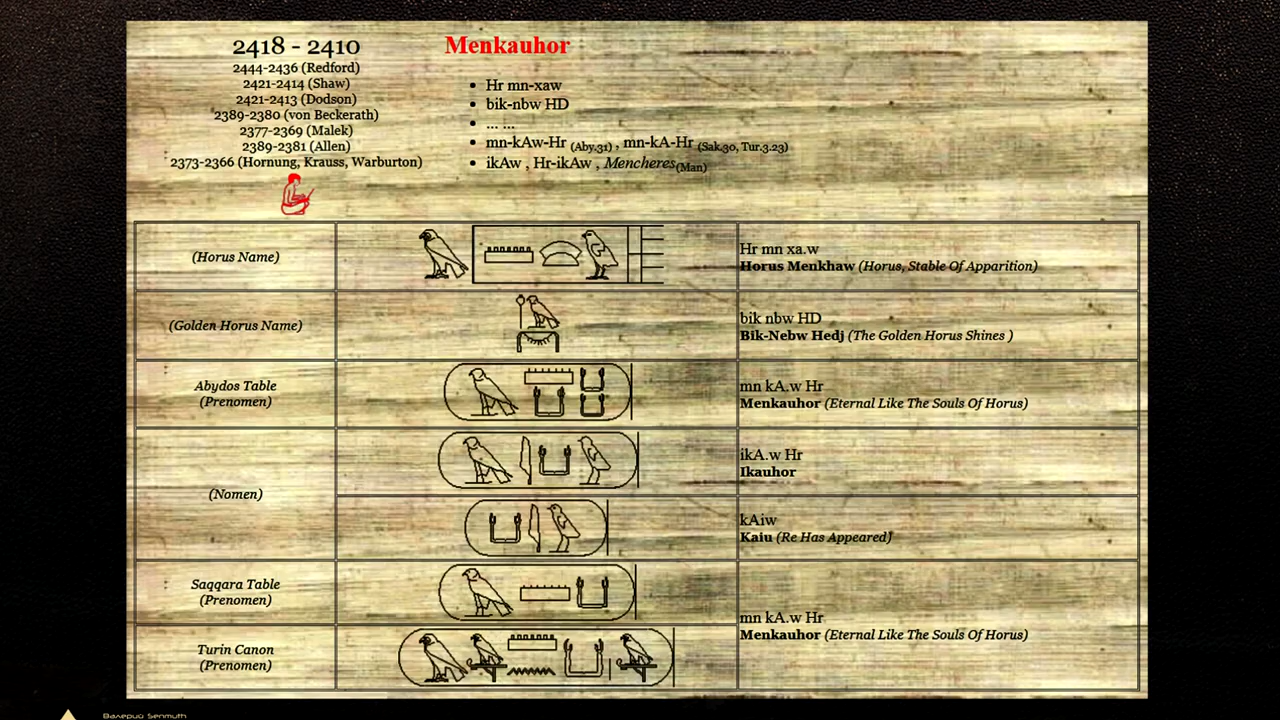 2418 - 2410
2444-2436 (Redford)
2421-2414 (Shaw)
2421-2413 (Dodson)
2389-2380 (von Beckerath)
2377-2369 (Malek)
2389-2381 (Allen)
2373-2366 (Hornung, Krauss, Warburton)
Menkauhor
• Hr mn-xaw
• bik-nbw HD
• ... ...
• mn-kAw-Hr (Aby.31) , mn-kA-Hr (Sak.30, Tur.3.23)
• ikAw , Hr-ikAw , Mencheres(Man)
(Horus Name)
Hr mn xa.w
Horus Menkhaw (Horus, Stable Of Apparition)
(Golden Horus Name)
bik nbw HD
Bik-Nebw Hedj (The Golden Horus Shines )
Abydos Table
(Prenomen)
mn kA.w Hr
Menkauhor (Eternal Like The Souls Of Horus)
(Nomen)
ikA.w Hr
Ikauhor
kAiw
Kaiu (Re Has Appeared)
Saqqara Table
(Prenomen)
Turin Canon
(Prenomen)
mn kA.w Hr
Menkauhor (Eternal Like The Souls Of Horus)
Валерий Senmuth